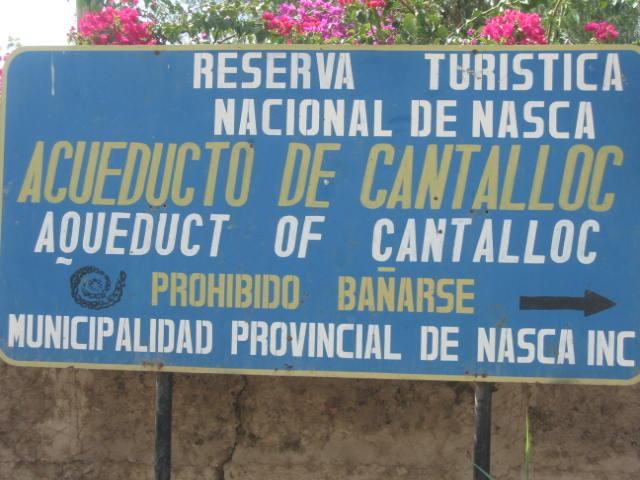 RESERVA TURISTICA
NACIONAL DE NASCA
ACUEDUCTO DE CANTALLOC
AQUEDUCT OF CANTALLOC
PROHIBIDO BAÑARSE
MUNICIPALIDAD PROVINCIAL DE NASCA INC